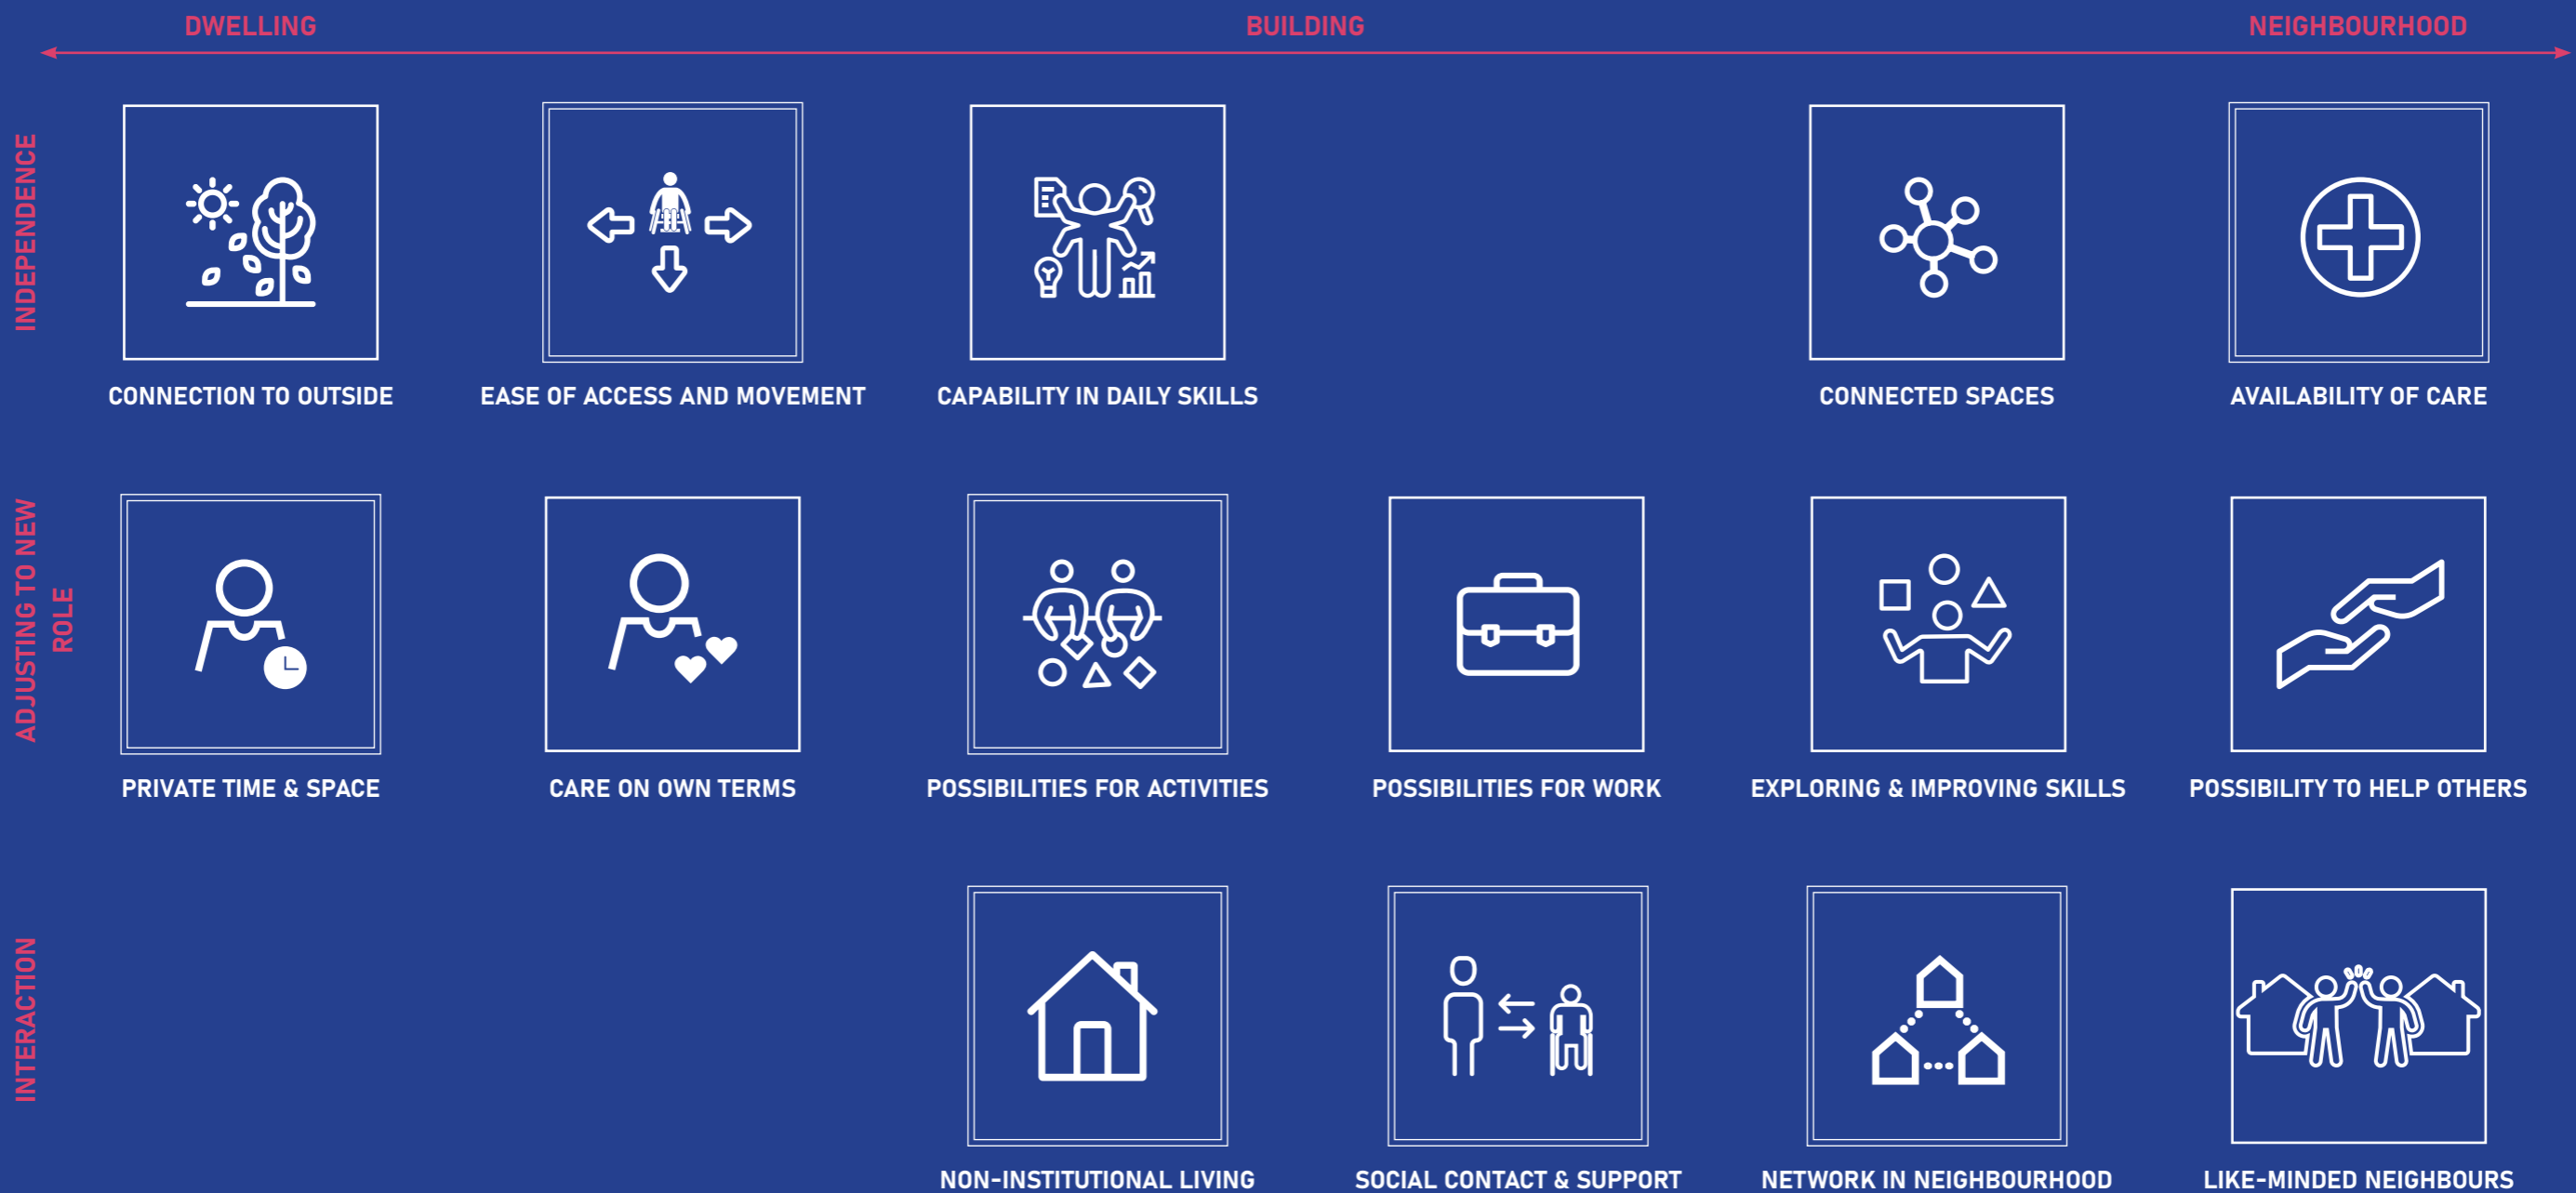 DWELLING
BUILDING
NEIGHBOURHOOD
INDEPENDENCE
CONNECTION TO OUTSIDE
EASE OF ACCESS AND MOVEMENT
CAPABILITY IN DAILY SKILLS
CONNECTED SPACES
AVAILABILITY OF CARE
ADJUSTING TO NEW
ROLE
PRIVATE TIME & SPACE
CARE ON OWN TERMS
POSSIBILITIES FOR ACTIVITIES
POSSIBILITIES FOR WORK
EXPLORING & IMPROVING SKILLS
POSSIBILITY TO HELP OTHERS
INTERACTION
NON-INSTITUTIONAL LIVING
SOCIAL CONTACT & SUPPORT
NETWORK IN NEIGHBOURHOOD
LIKE-MINDED NEIGHBOURS